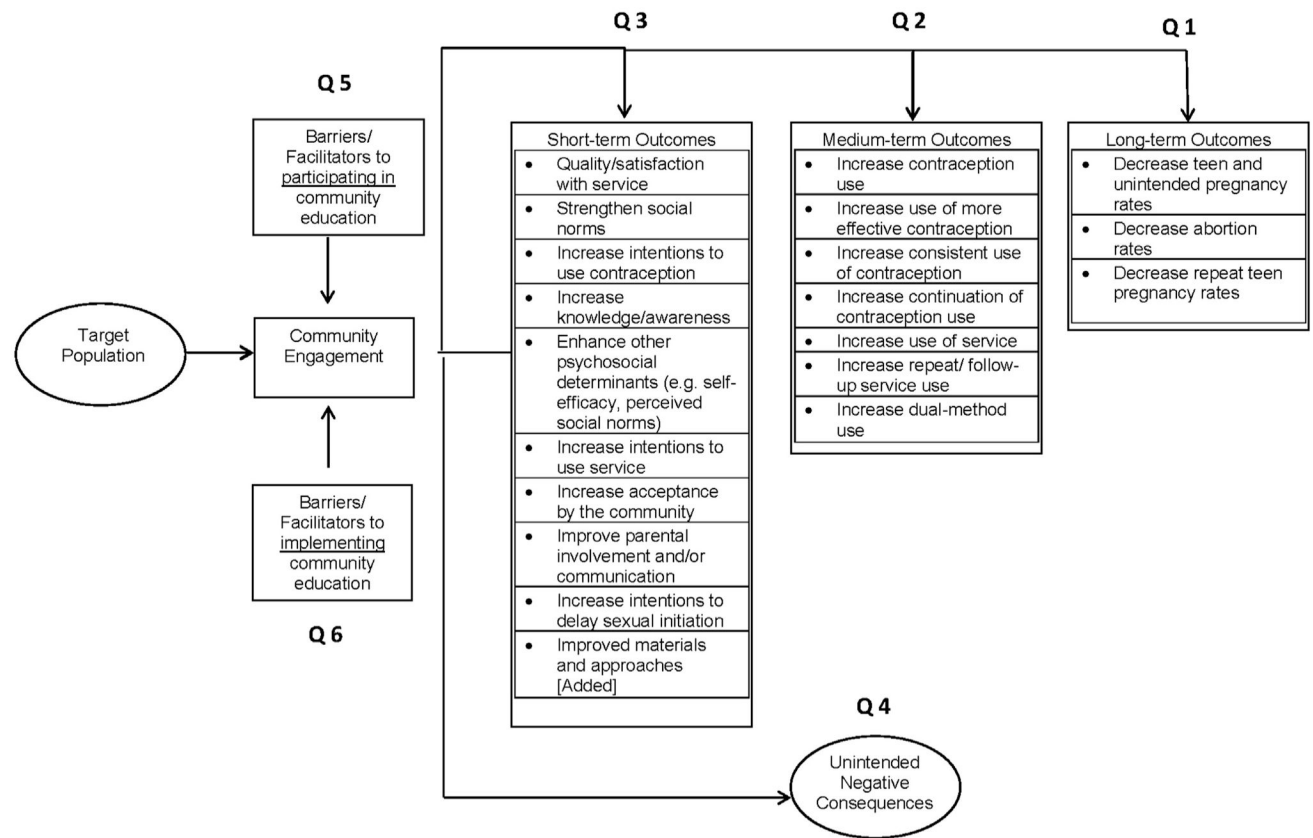 Q 3
Q 2
Q 1
Q 5
Barriers/
Facilitators to
participating in
community
education
Target
Population
Community
Engagement
Barriers/
Facilitators to
implementing
community
education
Q 6
Short-term Outcomes
• Quality/satisfaction
with service
• Strengthen social
norms
• Increase intentions to
use contraception
• Increase
knowledge/awareness
• Enhance other
psychosocial
determinants (e.g. self-
efficacy, perceived
social norms)
• Increase intentions to
use service
• Increase acceptance
by the community
• Improve parental
involvement and/or
communication
• Increase intentions to
delay sexual initiation
• Improved materials
and approaches
[Added]
Medium-term Outcomes
• Increase contraception
use
• Increase use of more
effective contraception
• Increase consistent use
of contraception
• Increase continuation of
contraception use
• Increase use of service
• Increase repeat/ follow-
up service use
• Increase dual-method
use
Long-term Outcomes
• Decrease teen and
unintended pregnancy
rates
• Decrease abortion
rates
• Decrease repeat teen
pregnancy rates
Q 4
Unintended
Negative
Consequences